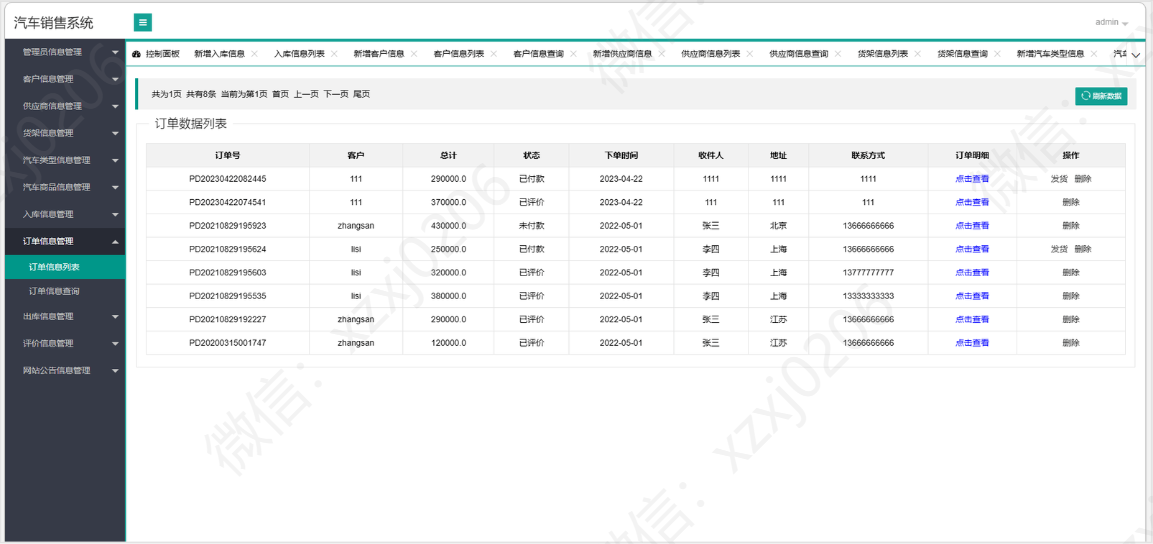 汽车销售系统
admin
管理员信息管理
客户信息管理
供应商信息管理
货架信息管理
汽车类型信息管理
汽车商品信息管理
入库信息管理
订单信息管理
订单信息列表
订单信息查询
出库信息管理
评价信息管理
网站公告信息管理
控制面板 新增入库信息 入库信息列表 新增客户信息 客户信息列表 客户信息查询 新增供应商信息 供应商信息列表 供应商信息查询 货架信息列表 货架信息查询 新增汽车类型信息 汽车
共为1页 共有8条 当前为第1页 首页 上一页 下一页 尾页
刷新数据
订单数据列表
订单号 客户 总计 状态 下单时间 收件人 地址 联系方式 订单明细 操作
PD20230422082445 111 290000.0 已付款 2023-04-22 1111 1111 1111 点击查看 发货 删除
PD20230422074541 111 370000.0 已评价 2023-04-22 111 111 111 点击查看 删除
PD20210829195923 zhangsan 430000.0 未付款 2022-05-01 张三 北京 13666666666 点击查看 删除
PD20210829195624 lisi 250000.0 已付款 2022-05-01 李四 上海 13666666666 点击查看 发货 删除
PD20210829195603 lisi 320000.0 已评价 2022-05-01 李四 上海 13777777777 点击查看 删除
PD20210829195535 lisi 380000.0 已评价 2022-05-01 李四 上海 13333333333 点击查看 删除
PD20210829192227 zhangsan 290000.0 已评价 2022-05-01 张三 江苏 13666666666 点击查看 删除
PD20200315001747 zhangsan 120000.0 已评价 2022-05-01 张三 江苏 13666666666 点击查看 删除
微信：xzxj0206
微信：xzxj0206